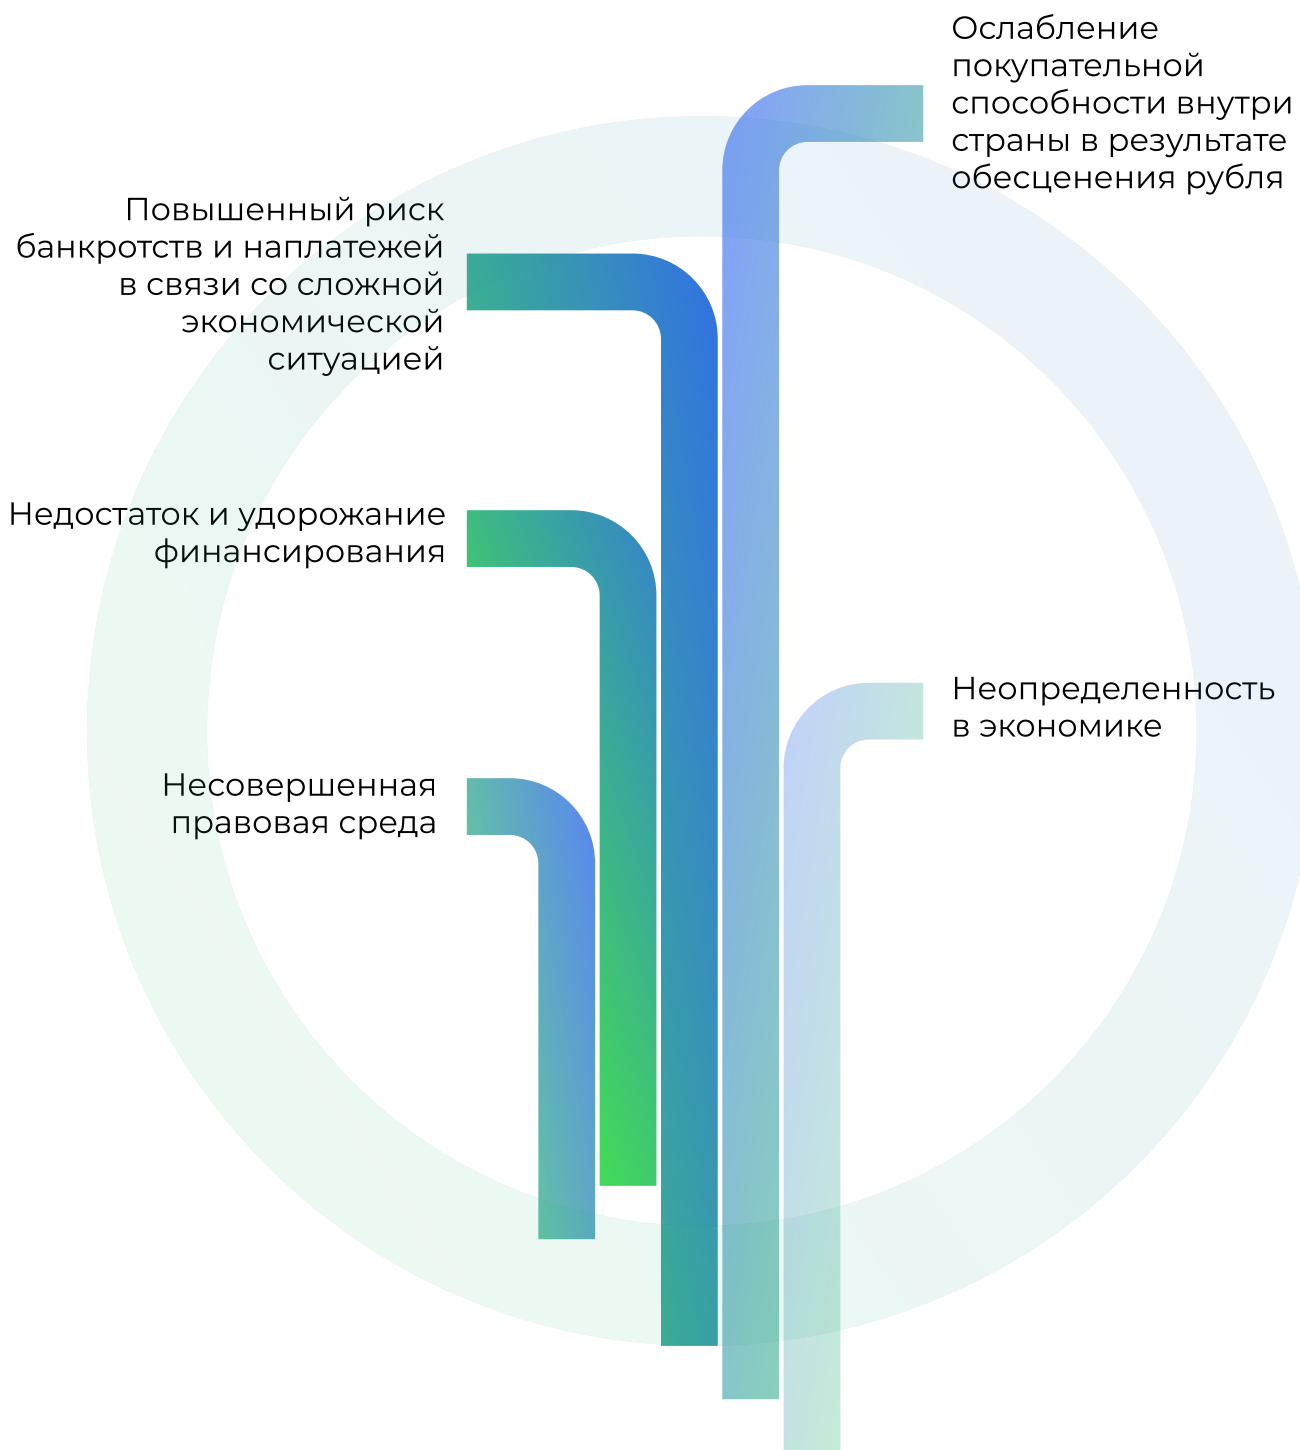 Ослабление
покупательной
способности внутри
страны в результате
обесценения рубля
Повышенный риск
банкротств и наплатежей
в связи со сложной
экономической
ситуацией
Недостаток и удорожание
финансирования
Неопределенность
в экономике
Несовершенная
правовая среда